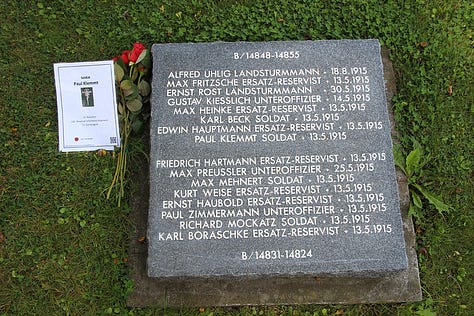 Paul Klemmt
B/14848-14855
ALFRED UHLIG LANDSTURMMANN • 18.8.1915
MAX FRITZSCHE ERSATZ-RESERVIST • 13.5.1915
ERNST ROST LANDSTURMMANN • 30.5.1915
GUSTAV KIESSLICH UNTEROFFIZIER • 14.5.1915
MAX HEINKE ERSATZ-RESERVIST • 13.5.1915
KARL BECK SOLDAT • 13.5.1915
EDWIN HAUPTMANN ERSATZ-RESERVIST • 13.5.1915
PAUL KLEMMT SOLDAT • 13.5.1915
FRIEDRICH HARTMANN ERSATZ-RESERVIST • 13.5.1915
MAX PREUSSLER UNTEROFFIZIER • 25.5.1915
MAX MEHNERT SOLDAT • 13.5.1915
KURT WEISE ERSATZ-RESERVIST • 13.5.1915
ERNST HAUBOLD ERSATZ-RESERVIST • 13.5.1915
PAUL ZIMMERMANN UNTEROFFIZIER • 13.5.1915
RICHARD MOCKATZ SOLDAT • 13.5.1915
KARL BORASCHKE ERSATZ-RESERVIST • 13.5.1915
B/14831-14824